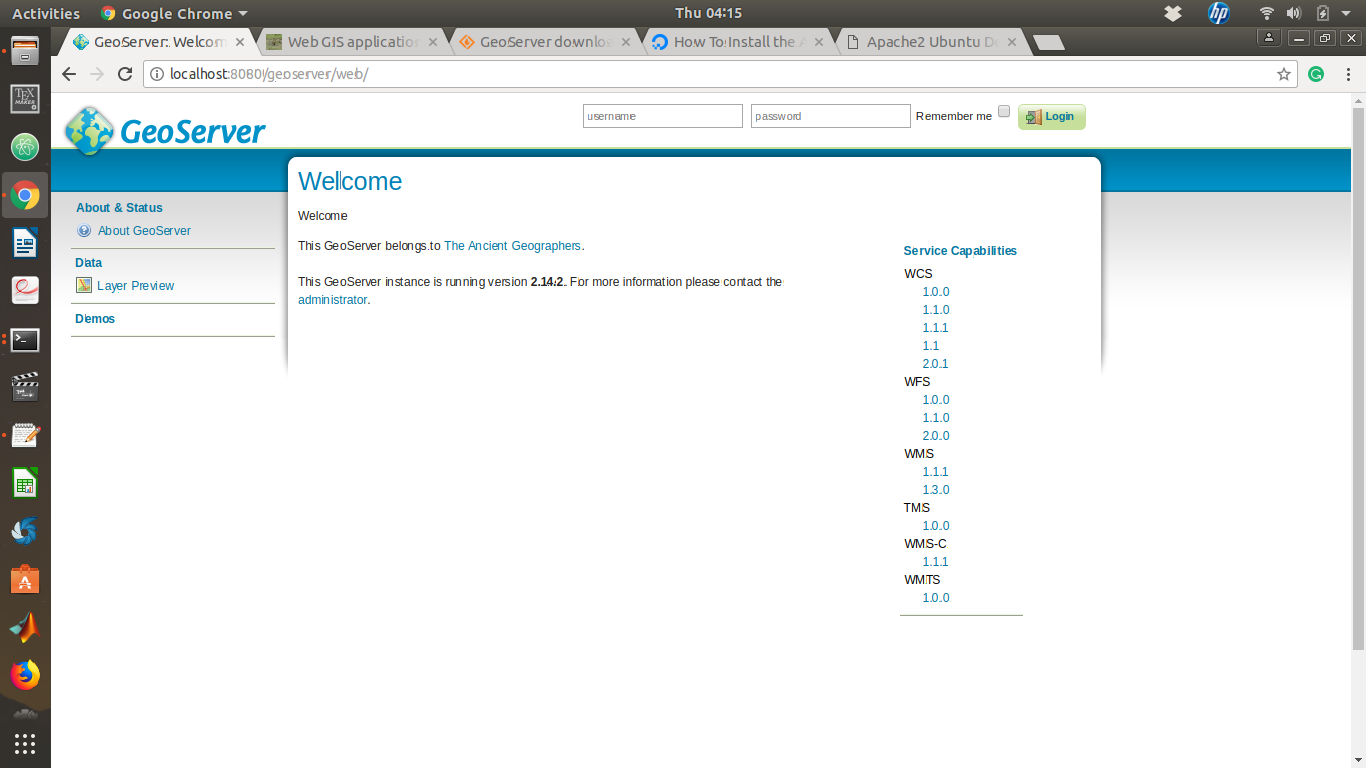 Activities
Google Chrome
Thu 04:15
GeoServer: Welcom
Web GIS application
GeoServer downloa
How To Install the A
Apache2 Ubuntu De
localhost:8080/geoserver/web/
GeoServer
username
password
Remember me
Login
About & Status
About GeoServer
Data
Layer Preview
Demos
Welcome
Welcome
This GeoServer belongs to The Ancient Geographers.
This GeoServer instance is running version 2.14.2. For more information please contact the
administrator.
Service Capabilities
WCS
1.0.0
1.1.0
1.1.1
1.1
2.0.1
WFS
1.0.0
1.1.0
2.0.0
WMS
1.1.1
1.3.0
TMS
1.0.0
WMS-C
1.1.1
WMTS
1.0.0
hp
TEX
MAKER